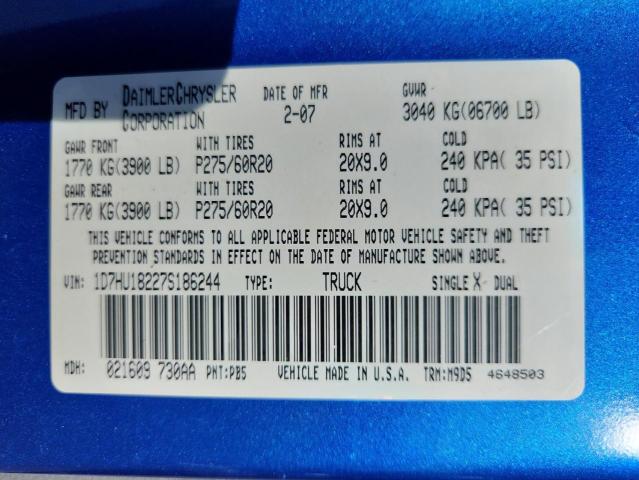 MFD BY DAIMLERCHRYSLER CORPORATION DATE OF MFR 2-07 GVWR 3040 KG(06700 LB)
GAWR FRONT WITH TIRES RIMS AT COLD
1770 KG(3900 LB) P275/60R20 20X9.0 240 KPA( 35 PSI)
GAWR REAR WITH TIRES RIMS AT COLD
1770 KG(3900 LB) P275/60R20 20X9.0 240 KPA( 35 PSI)
THIS VEHICLE CONFORMS TO ALL APPLICABLE FEDERAL MOTOR VEHICLE SAFETY AND THEFT
PREVENTION STANDARDS IN EFFECT ON THE DATE OF MANUFACTURE SHOWN ABOVE.
VIN: 1D7HU18227S186244 TYPE: TRUCK SINGLE X DUAL
MDH: 021609 730AA PNT:PB5 VEHICLE MADE IN U.S.A. TRM:M9D5 4648503